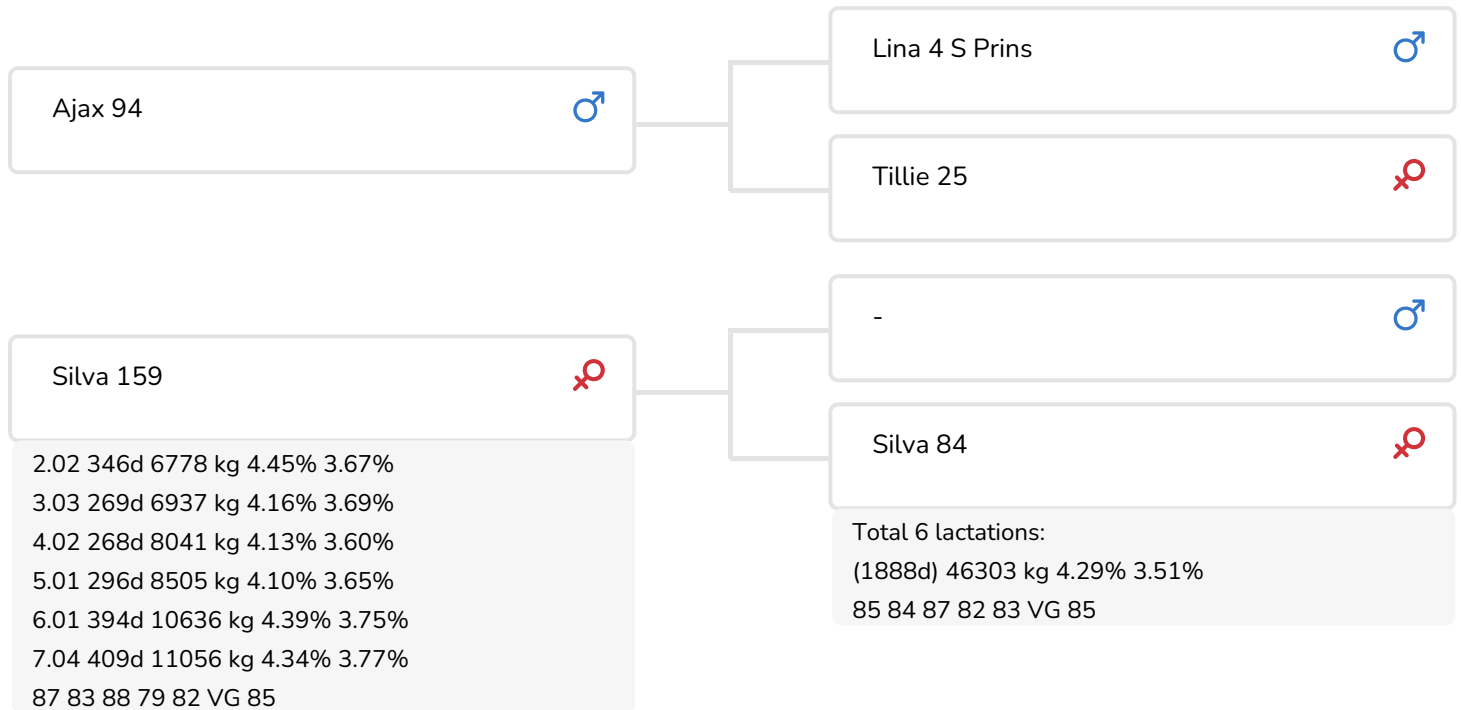 Ajax 94
Lina 4 S Prins
Tillie 25
Silva 159
2.02 346d 6778 kg 4.45% 3.67%
3.03 269d 6937 kg 4.16% 3.69%
4.02 268d 8041 kg 4.13% 3.60%
5.01 296d 8505 kg 4.10% 3.65%
6.01 394d 10636 kg 4.39% 3.75%
7.04 409d 11056 kg 4.34% 3.77%
87 83 88 79 82 VG 85
-
Silva 84
Total 6 lactations:
(1888d) 46303 kg 4.29% 3.51%
85 84 87 82 83 VG 85